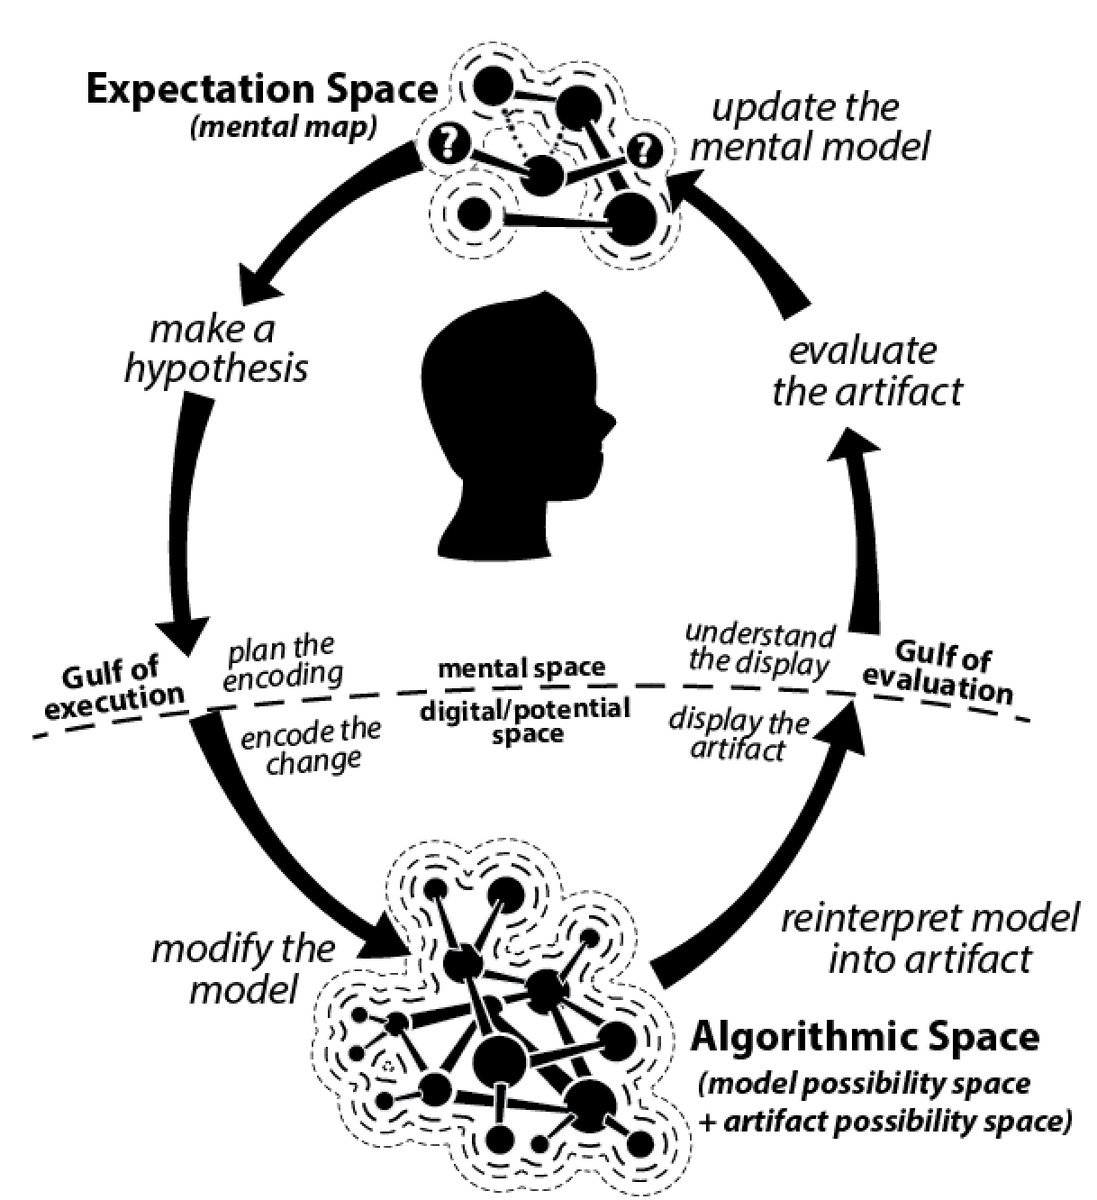 Expectation Space
(mental map)
?
?
update the
mental model
make a
hypothesis
evaluate
the artifact
Gulf of
execution
plan the
encoding
mental space
understand
the display
Gulf of
evaluation
encode the
change
digital/potential
space
display the
artifact
modify the
model
reinterpret model
into artifact
Algorithmic Space
(model possibility space
+ artifact possibility space)